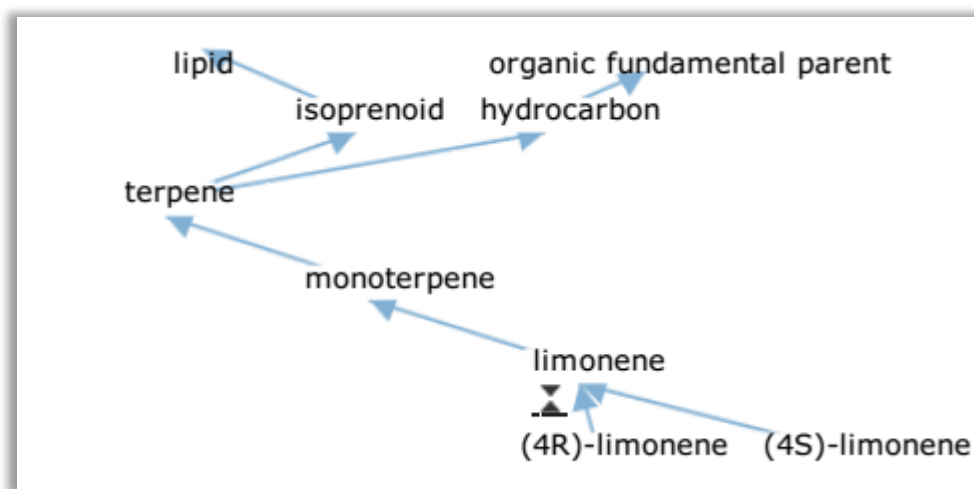 lipid
organic fundamental parent
isoprenoid
hydrocarbon
terpene
monoterpene
limonene
(4R)-limonene
(4S)-limonene